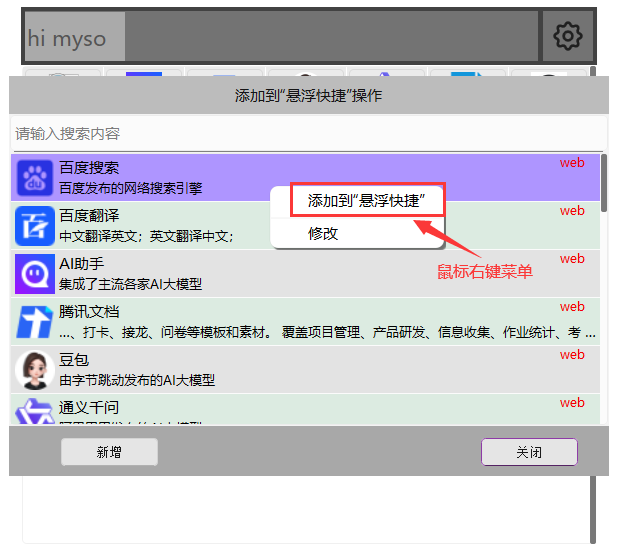 hi myso
添加到“悬浮快捷”操作
请输入搜索内容
百度搜索
web
百度发布的网络搜索引擎
添加到“悬浮快捷”
百度翻译
web
中文翻译英文；英文翻译中文；
修改
AI助手
web
集成了主流各家AI大模型
鼠标右键菜单
腾讯文档
web
...、打卡、接龙、问卷等模板和素材。 覆盖项目管理、产品研发、信息收集、作业统计、考 ...
豆包
web
由字节跳动发布的AI大模型
通义千问
web
新增
关闭